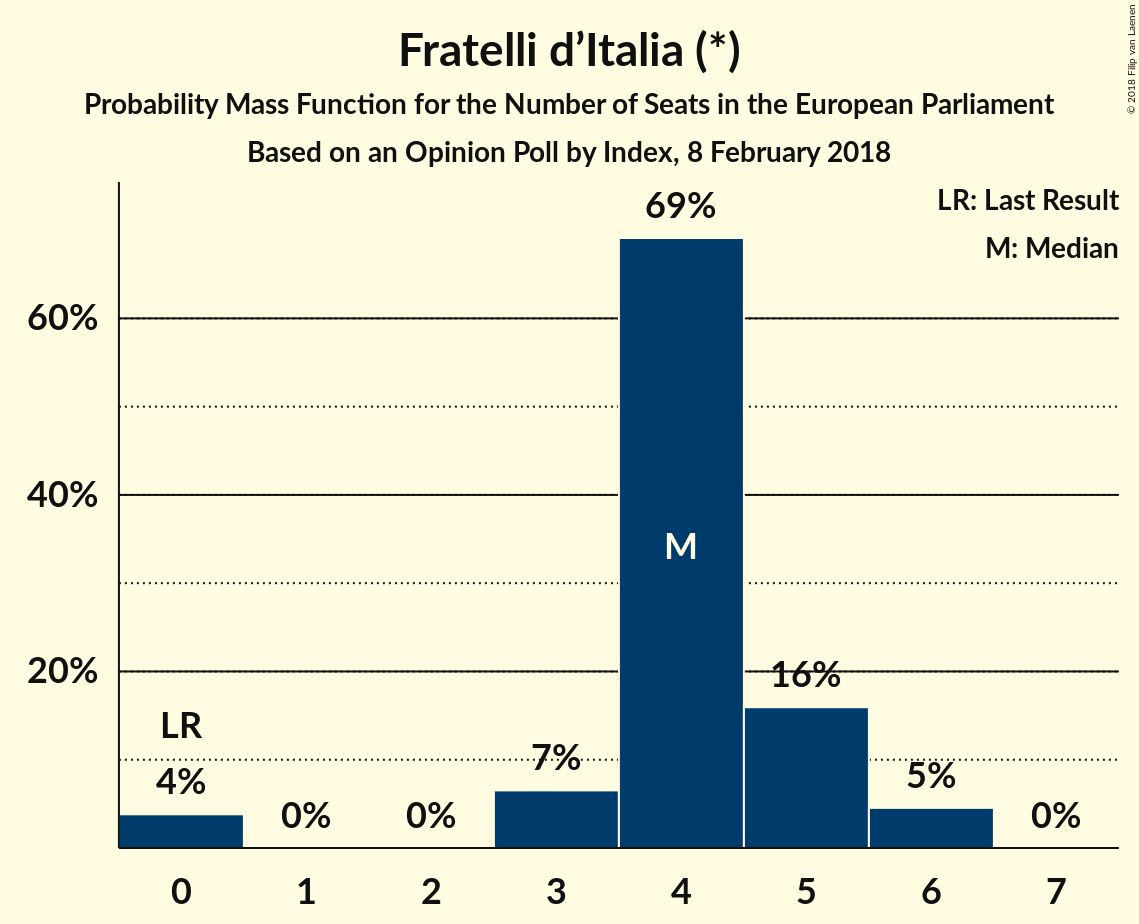 Fratelli d’Italia (*)
Probability Mass Function for the Number of Seats in the European Parliament
Based on an Opinion Poll by Index, 8 February 2018
© 2018 Filip van Laenen
LR: Last Result
M: Median
69%
60%
40%
M
20%
16%
LR
7%
4%
5%
0%
0%
0%
0 1 2 3 4 5 6 7